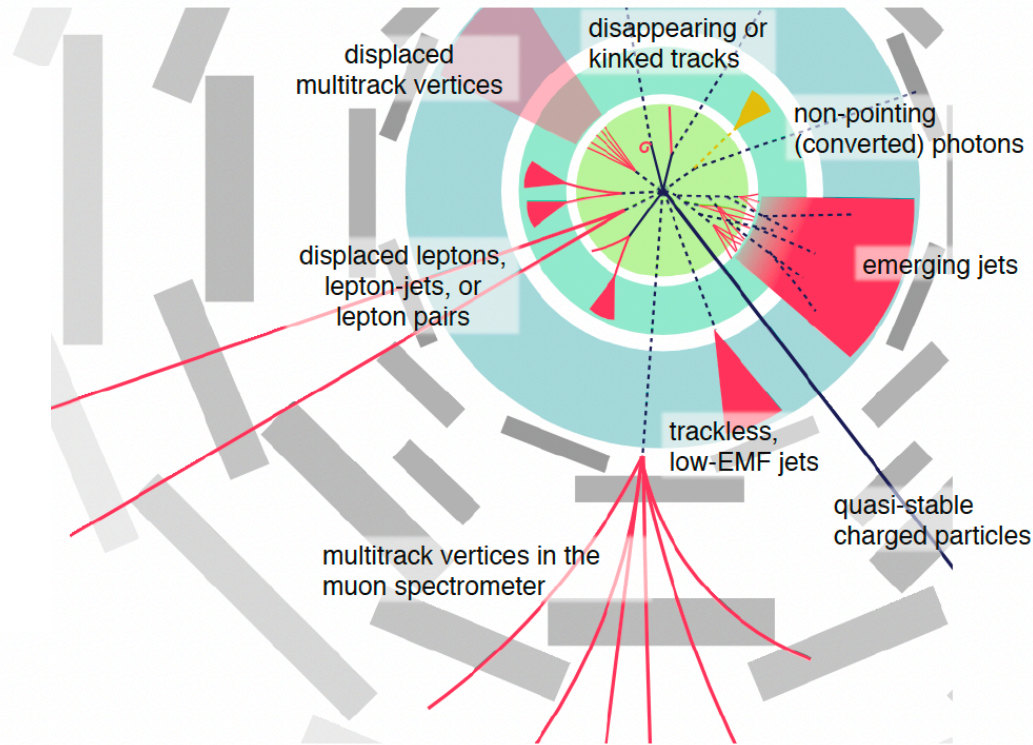 disappearing or
kinked tracks
displaced
multitrack vertices
non-pointing
(converted) photons
displaced leptons,
lepton-jets, or
lepton pairs
emerging jets
trackless,
low-EMF jets
quasi-stable
charged particles
multitrack vertices in the
muon spectrometer